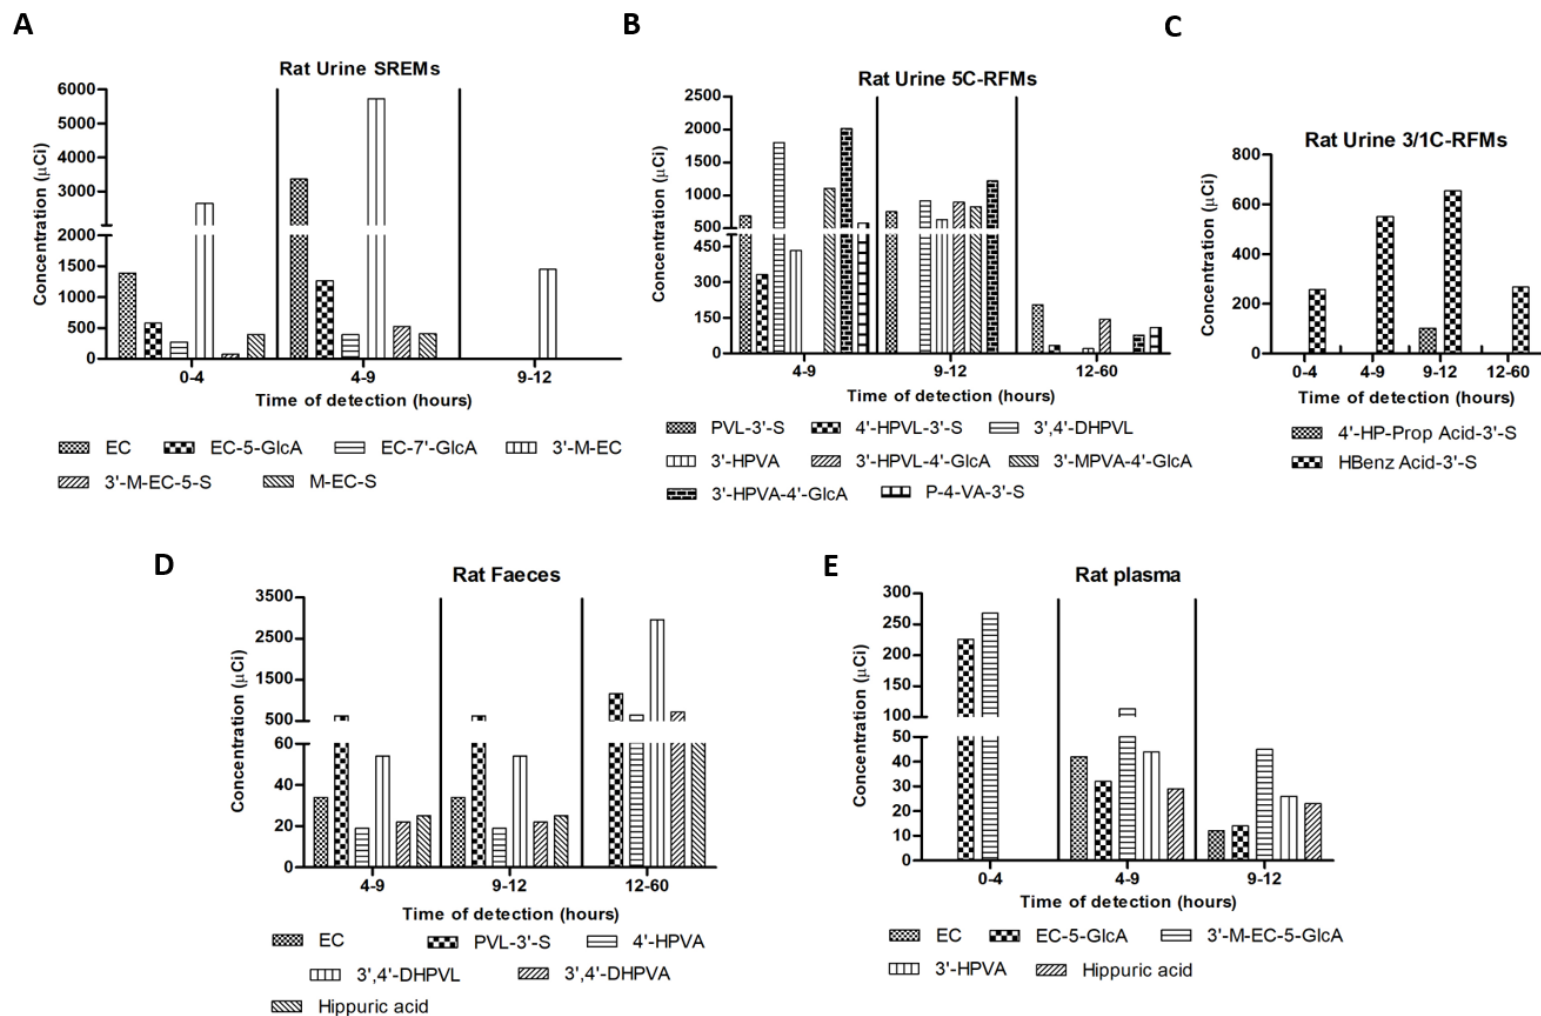 A
Rat Urine SREMs
Concentration (μCi)
6000
5000
4000
3000
2000
1500
1000
500
0
0-4 4-9 9-12
Time of detection (hours)
EC EC-5-GlcA EC-7'-GlcA 3'-M-EC
3'-M-EC-5-S M-EC-S
B
Rat Urine 5C-RFMs
Concentration (μCi)
2500
2000
1500
1000
500
450
300
150
0
4-9 9-12 12-60
Time of detection (hours)
PVL-3'-S 4'-HPVL-3'-S 3',4'-DHPVL
3'-HPVA 3'-HPVL-4'-GlcA 3'-MPVA-4'-GlcA
3'-HPVA-4'-GlcA P-4-VA-3'-S
C
Rat Urine 3/1C-RFMs
Concentration (μCi)
800
600
400
200
0
0-4 4-9 9-12 12-60
Time of detection (hours)
4'-HP-Prop Acid-3'-S
HBenz Acid-3'-S
D
Rat Faeces
Concentration (μCi)
3500
2500
1500
500
60
40
20
0
4-9 9-12 12-60
Time of detection (hours)
EC PVL-3'-S 4'-HPVA
3',4'-DHPVL 3',4'-DHPVA
Hippuric acid
E
Rat plasma
Concentration (μCi)
300
250
200
150
100
50
40
30
20
10
0
0-4 4-9 9-12
Time of detection (hours)
EC EC-5-GlcA 3'-M-EC-5-GlcA
3'-HPVA Hippuric acid